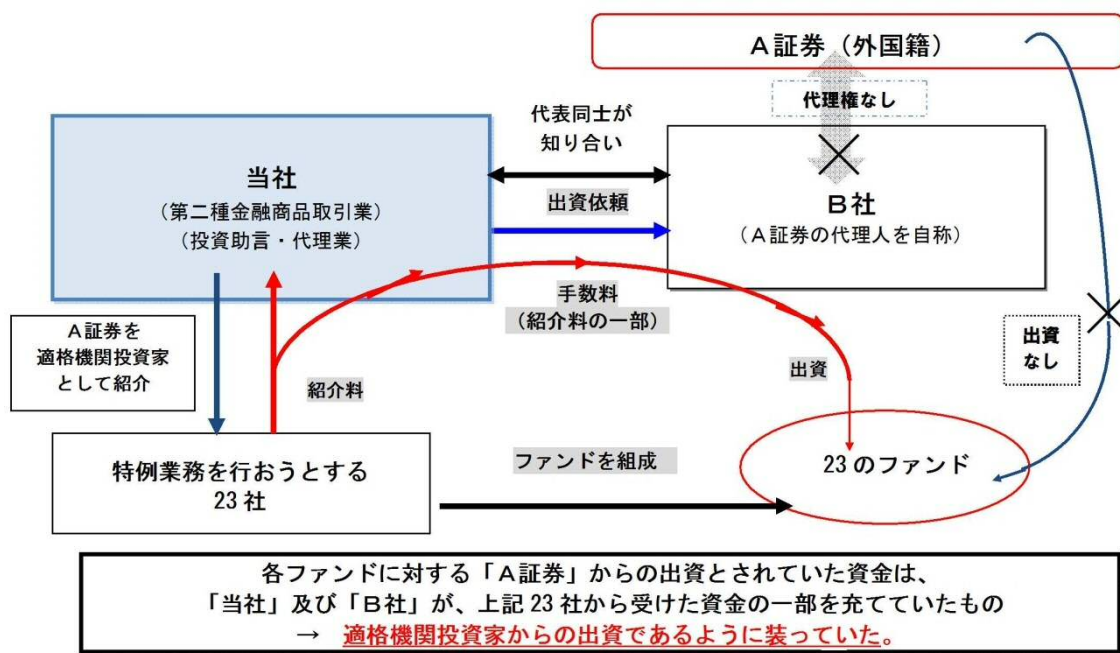 A証券（外国籍）
代理権なし
代表同士が
知り合い
当社
（第二種金融商品取引業）
（投資助言・代理業）
出資依頼
B社
（A証券の代理人を自称）
手数料
（紹介料の一部）
A証券を
適格機関投資家
として紹介
紹介料
出資
出資
なし
特例業務を行おうとする
23社
ファンドを組成
23のファンド
各ファンドに対する「A証券」からの出資とされていた資金は、
「当社」及び「B社」が、上記23社から受けた資金の一部を充てていたもの
→ 適格機関投資家からの出資であるように装っていた。